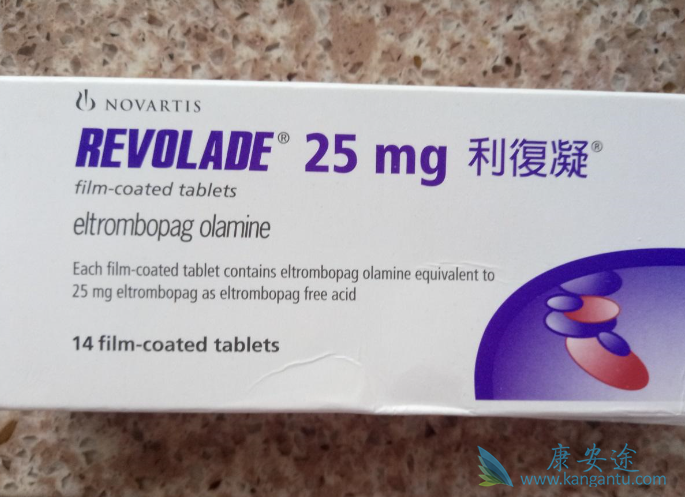 NOVARTIS
REVOLADE® 25 mg 利復凝®
film-coated tablets
eltrombopag olamine
Each film-coated tablet contains eltrombopag olamine equivalent to
25 mg eltrombopag as eltrombopag free acid
14 film-coated tablets
康安途
www.kangantu.com